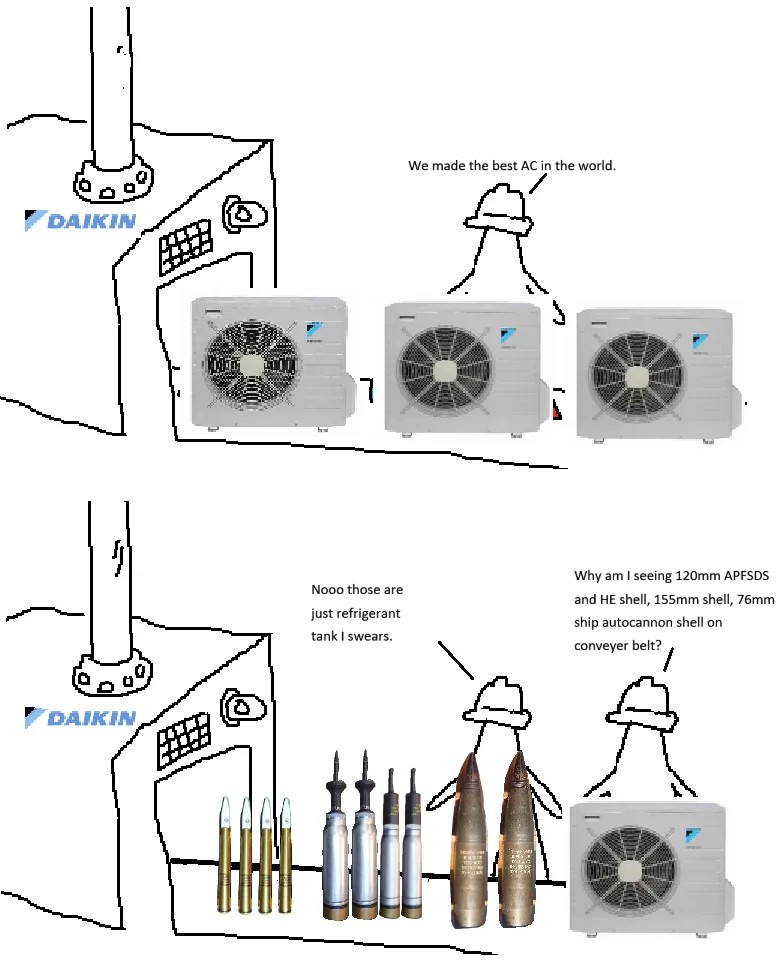 We made the best AC in the world.
DAIKIN
Nooo those are
just refrigerant
tank I swears.
Why am I seeing 120mm APFSDS
and HE shell, 155mm shell, 76mm
ship autocannon shell on
conveyer belt?
DAIKIN